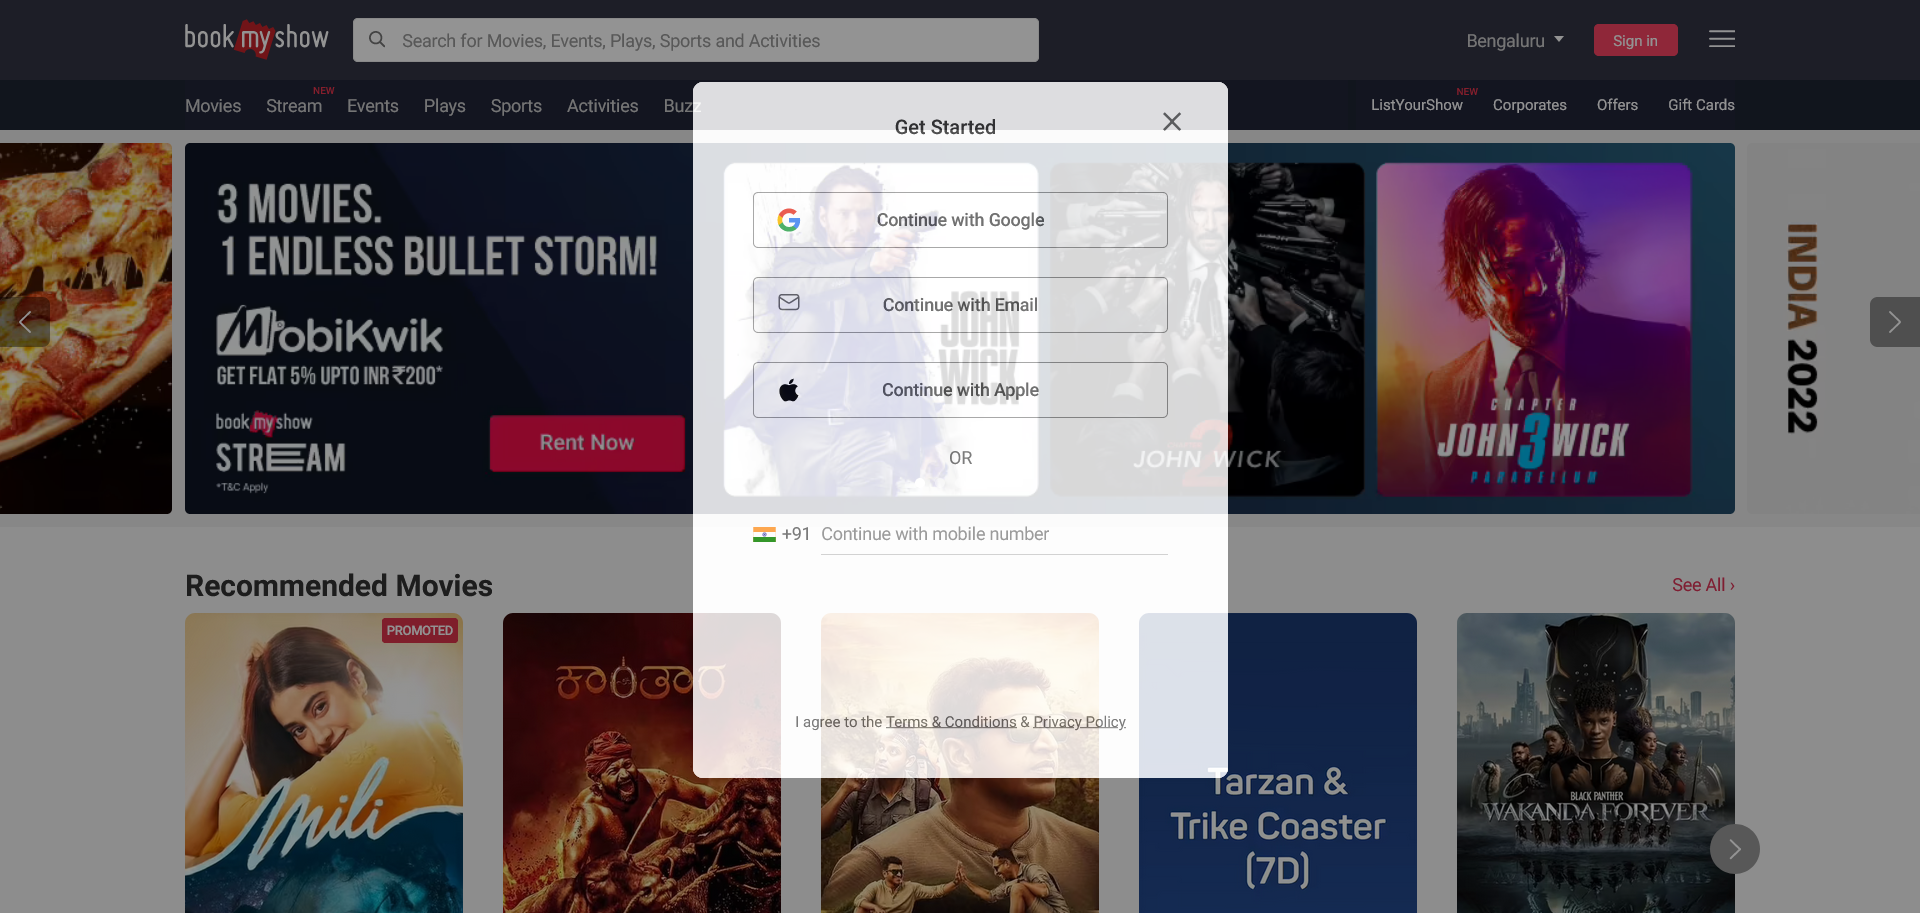 book my show
Search for Movies, Events, Plays, Sports and Activities
Bengaluru
Sign in
Movies
Stream
NEW
Events
Plays
Sports
Activities
Buzz
ListYourShow
NEW
Corporates
Offers
Gift Cards
Get Started
Continue with Google
Continue with Email
Continue with Apple
OR
+91
Continue with mobile number
I agree to the Terms & Conditions & Privacy Policy
3 MOVIES.
1 ENDLESS BULLET STORM!
MobiKwik
GET FLAT 5% UPTO INR ₹200*
book my show
STREAM
*T&C Apply
Rent Now
JOHN
WICK
2
JOHN WICK
CHAPTER
JOHN 3 WICK
PARABELLUM
INDIA 2022
Recommended Movies
See All ›
PROMOTED
Mili
ಕಾಂತಾರ
Tarzan &
Trike Coaster
(7D)
BLACK PANTHER
WAKANDA FOREVER